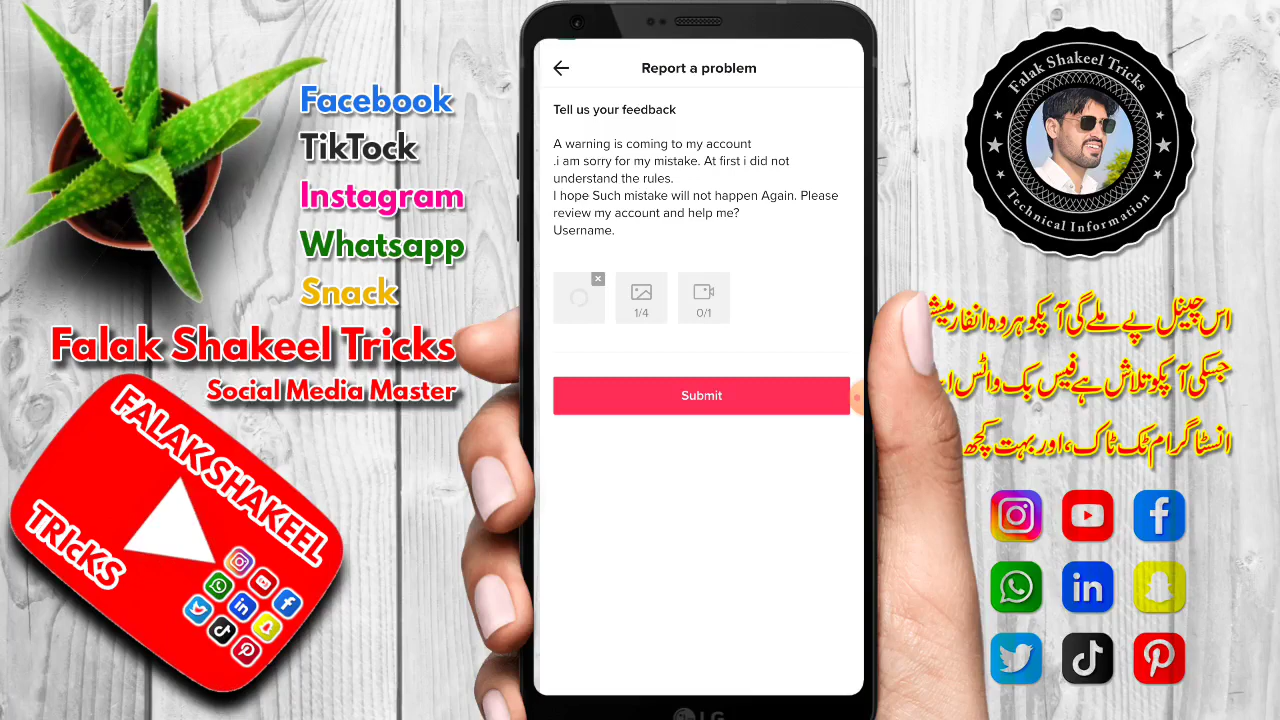 Facebook
TikTock
Instagram
Whatsapp
Snack
Falak Shakeel Tricks
Social Media Master
FALAK SHAKEEL
TRIcKS
Report a problem
Tell us your feedback
A warning is coming to my account
.i am sorry for my mistake. At first i did not
understand the rules.
I hope Such mistake will not happen Again. Please
review my account and help me?
Username.
1/4
0/1
Submit
LG
Falak Shakeel Tricks
Technical Information
اس چینل پے ملے گی آپکو ہر وہ انفارمیش
جسکی آپکو تلاش ہے فیس بک واٹس ا
انسٹاگرام ٹک ٹاک، اور بہت کچھ